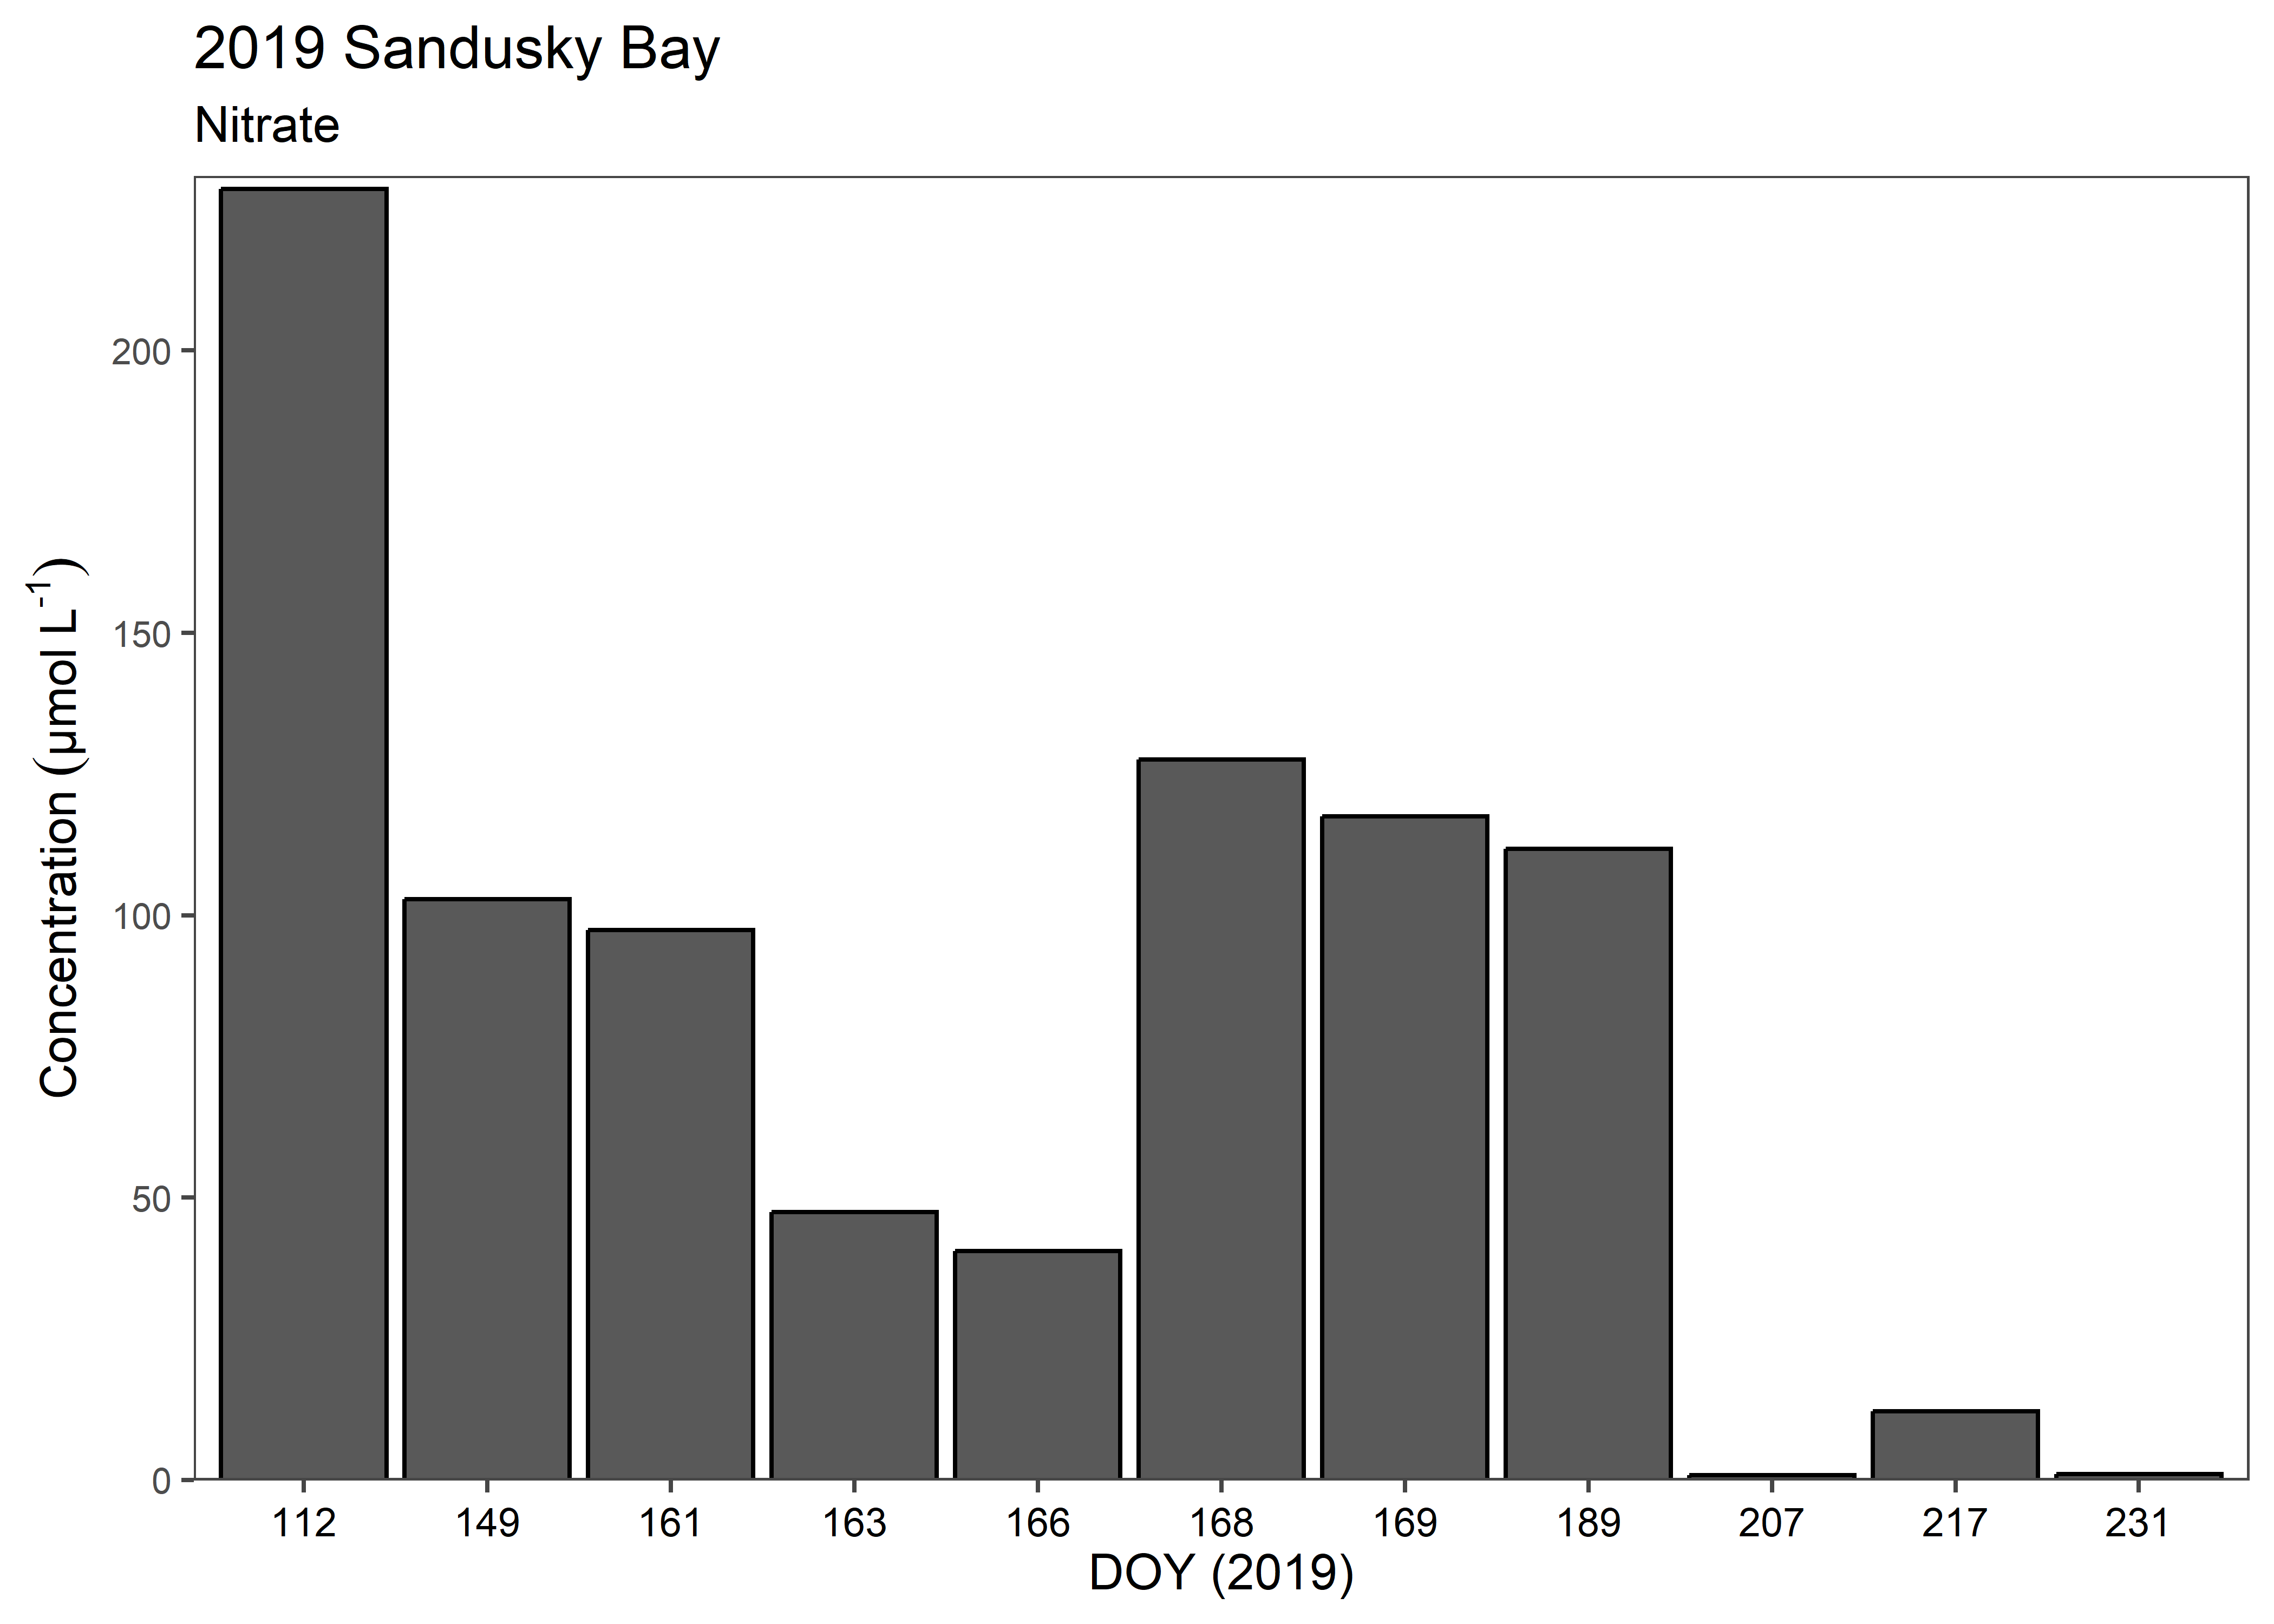 2019 Sandusky Bay
Nitrate
Concentration (µmol L⁻¹)
200
150
100
50
0
112 149 161 163 166 168 169 189 207 217 231
DOY (2019)